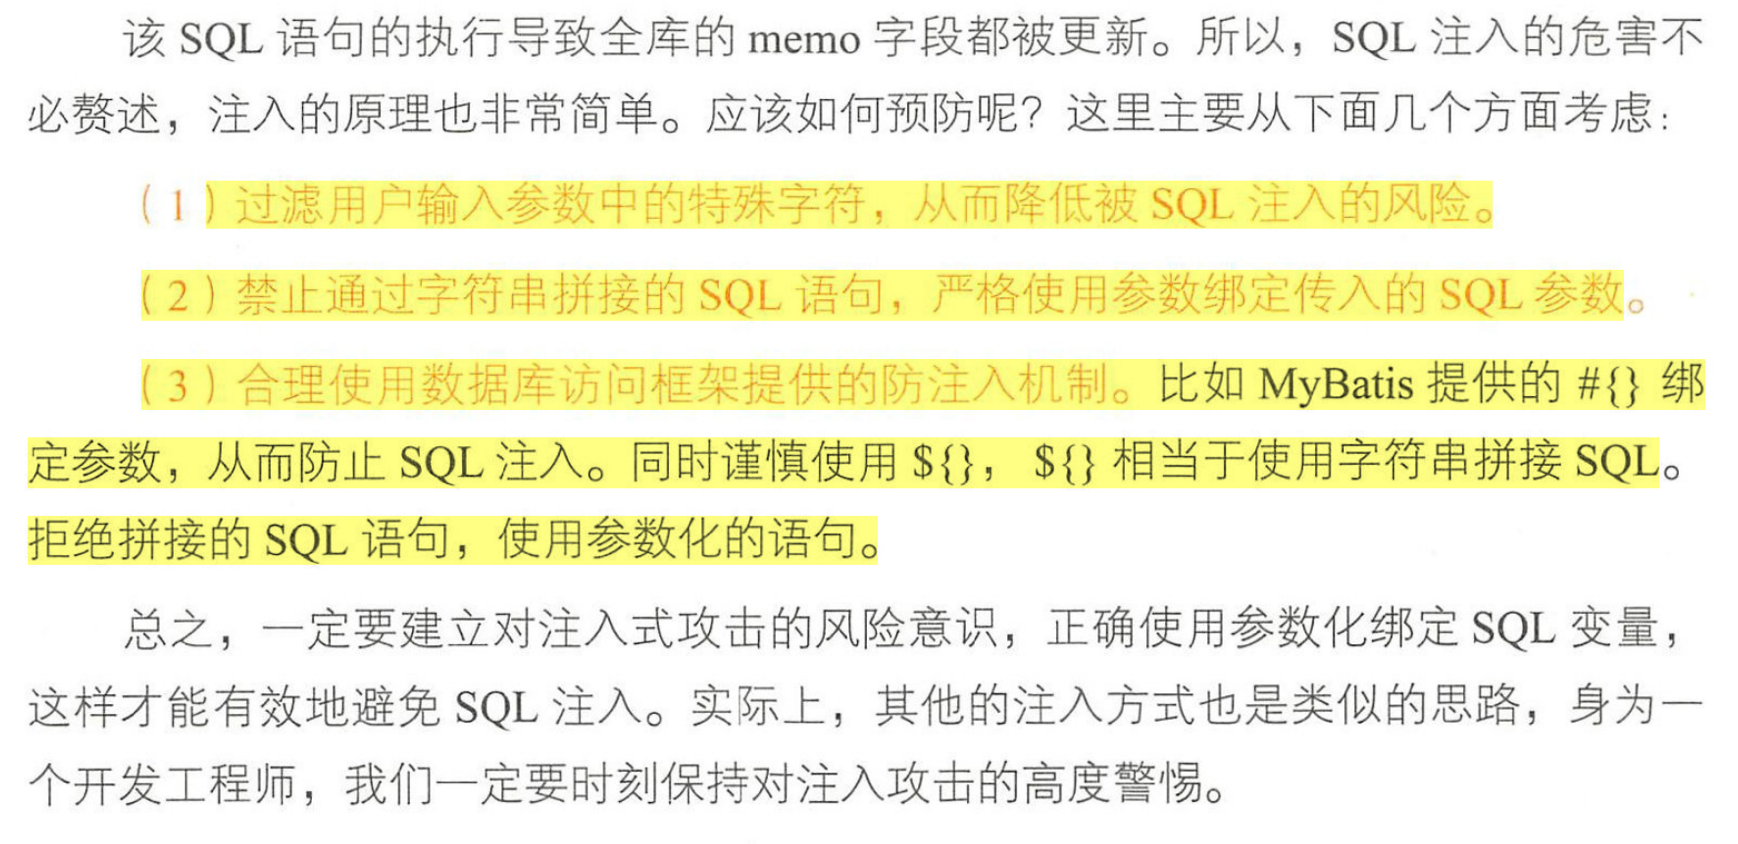 该 SQL 语句的执行导致全库的 memo 字段都被更新。所以，SQL 注入的危害不
必赘述，注入的原理也非常简单。应该如何预防呢？这里主要从下面几个方面考虑：
（1）过滤用户输入参数中的特殊字符，从而降低被 SQL 注入的风险。
（2）禁止通过字符串拼接的 SQL 语句，严格使用参数绑定传入的 SQL 参数。
（3）合理使用数据库访问框架提供的防注入机制。比如 MyBatis 提供的 #{} 绑
定参数，从而防止 SQL 注入。同时谨慎使用 ${}，${} 相当于使用字符串拼接 SQL。
拒绝拼接的 SQL 语句，使用参数化的语句。
总之，一定要建立对注入式攻击的风险意识，正确使用参数化绑定 SQL 变量，
这样才能有效地避免 SQL 注入。实际上，其他的注入方式也是类似的思路，身为一
个开发工程师，我们一定要时刻保持对注入攻击的高度警惕。